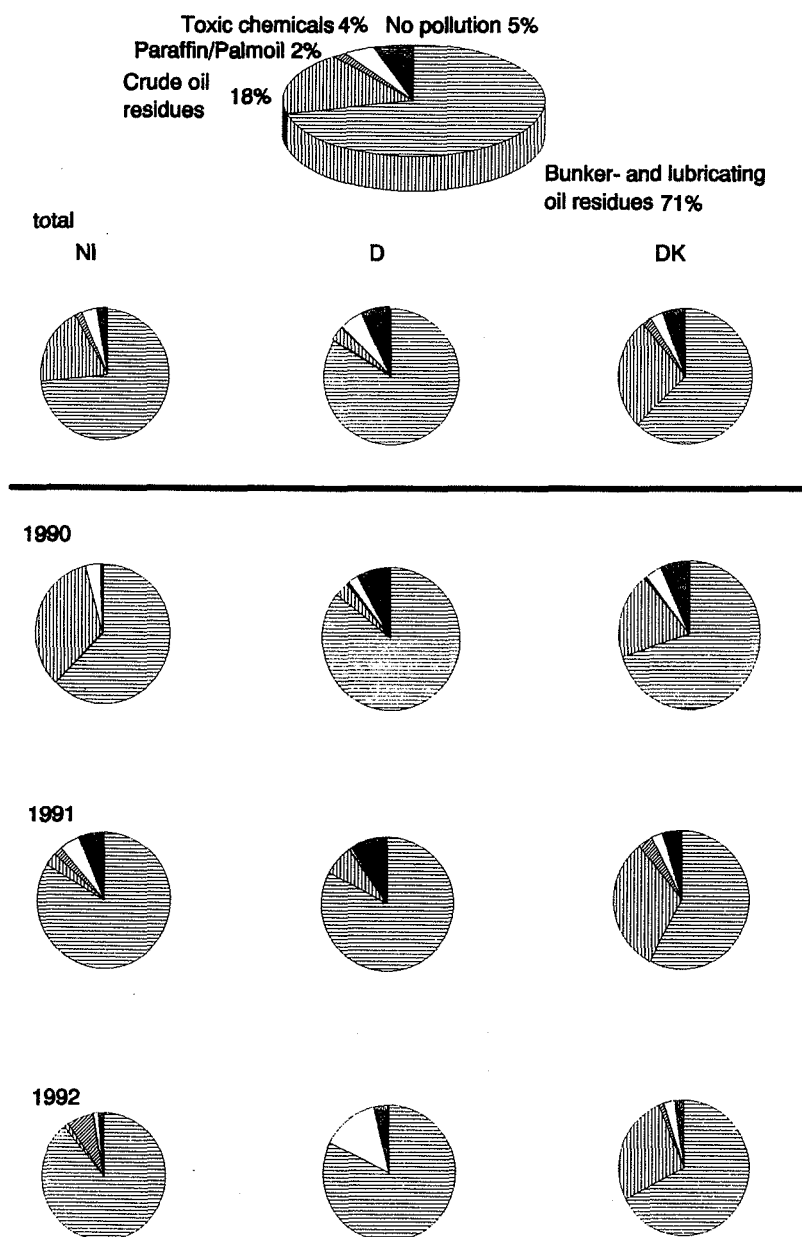 Toxic chemicals 4% No pollution 5%
Paraffin/Palmoil 2%
Crude oil
residues 18%
Bunker- and lubricating
oil residues 71%
total
NI D DK
1990
1991
1992